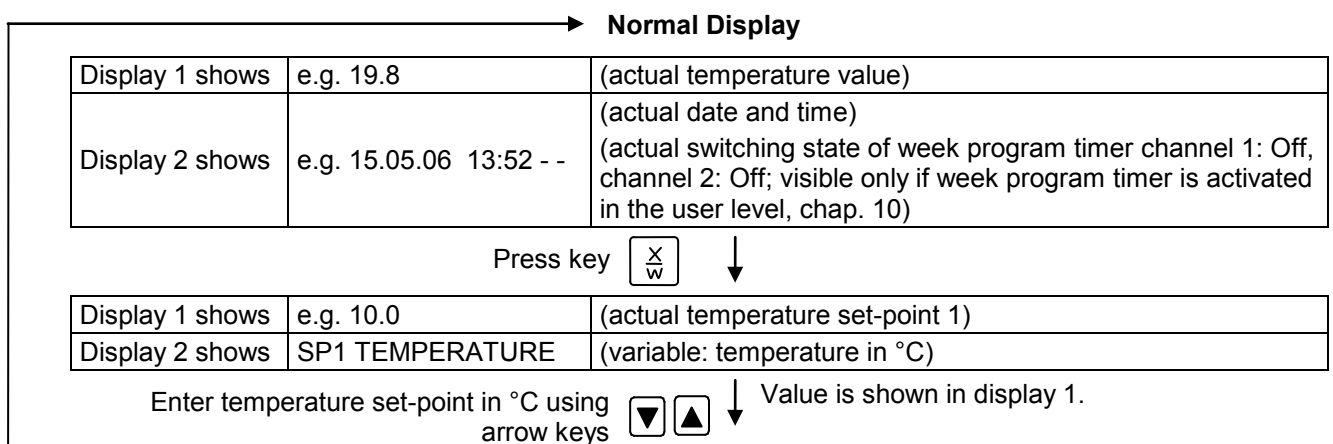 Normal Display
Display 1 shows e.g. 19.8 (actual temperature value)
(actual date and time)
Display 2 shows e.g. 15.05.06 13:52 - - (actual switching state of week program timer channel 1: Off,
channel 2: Off; visible only if week program timer is activated
in the user level, chap. 10)
Press key X/W
Display 1 shows e.g. 10.0 (actual temperature set-point 1)
Display 2 shows SP1 TEMPERATURE (variable: temperature in °C)
Enter temperature set-point in °C using ▼ ▲ Value is shown in display 1.
arrow keys